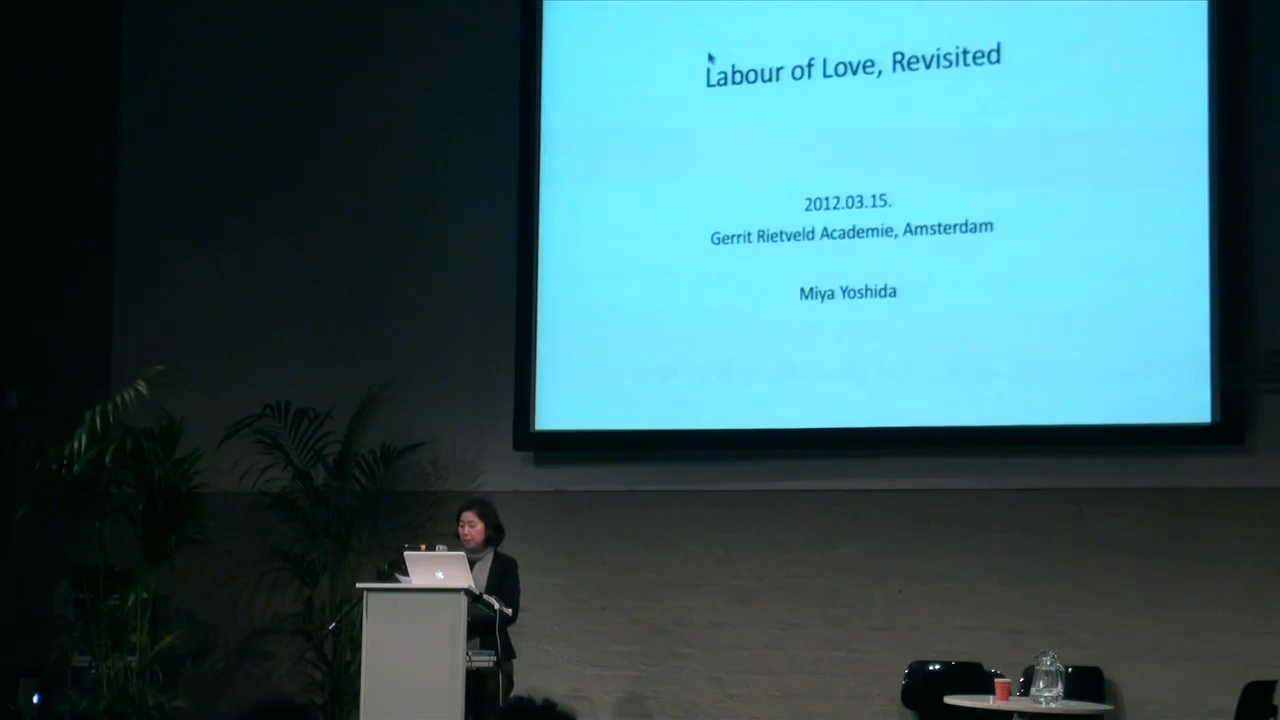 Labour of Love, Revisited
2012.03.15.
Gerrit Rietveld Academie, Amsterdam
Miya Yoshida